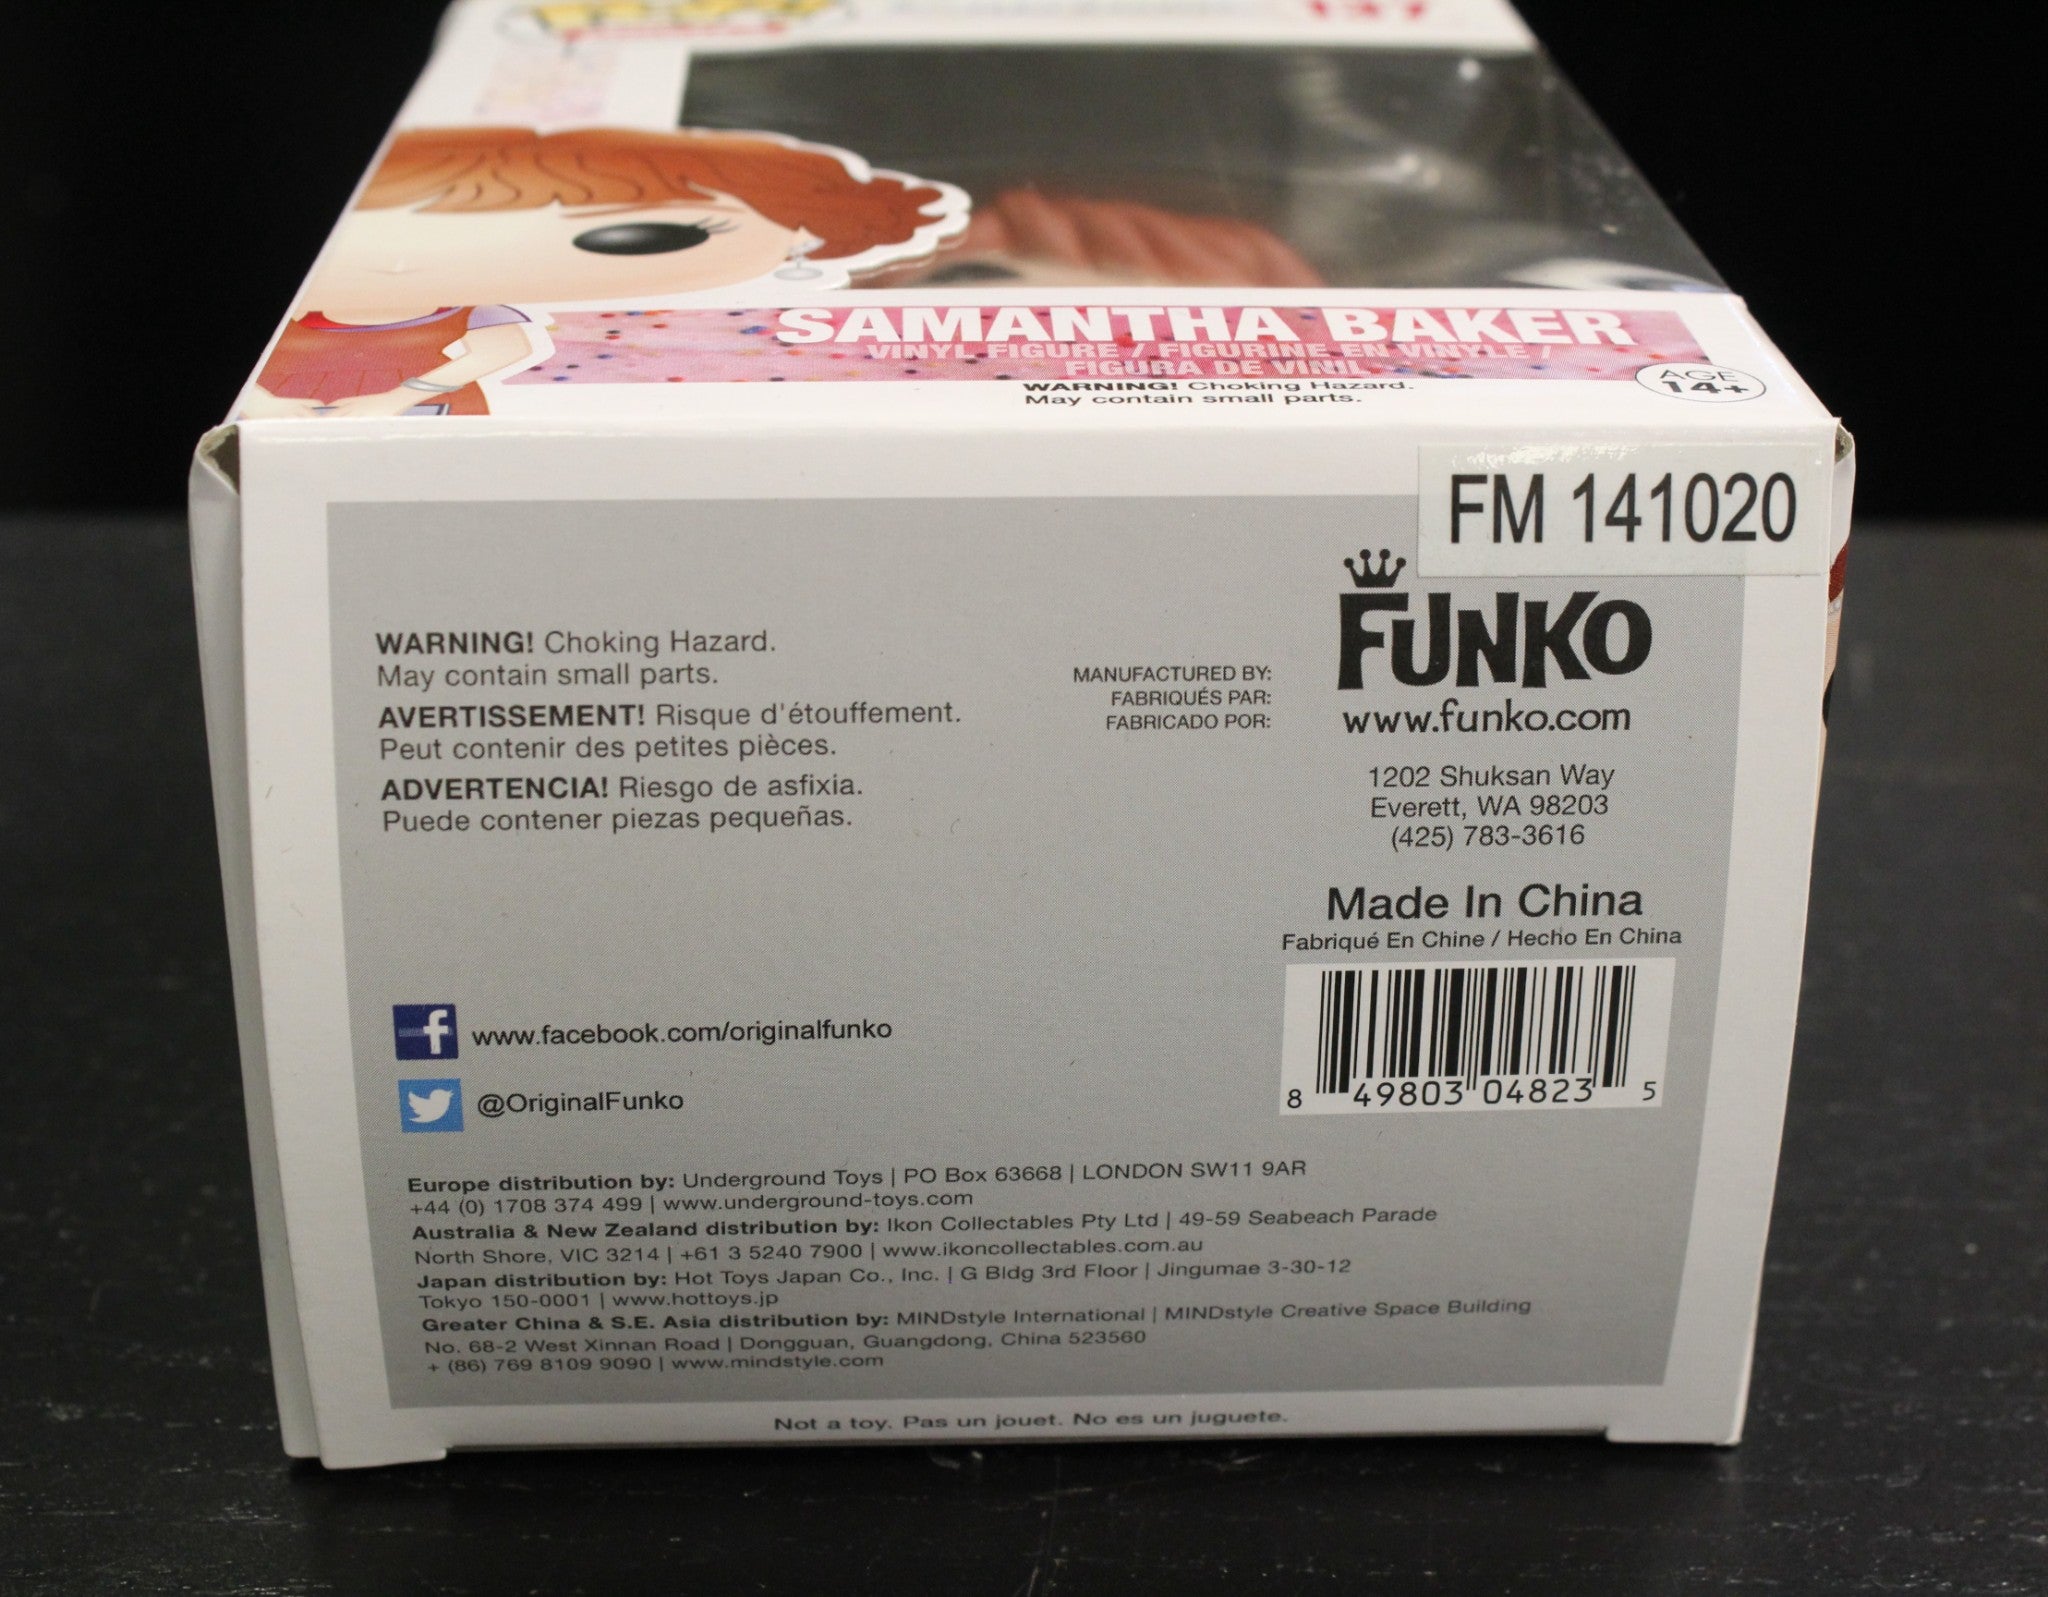 137
SAMANTHA BAKER
VINYL FIGURE / FIGURINE EN VINYLE /
FIGURA DE VINIL
WARNING! Choking Hazard.
May contain small parts.
AGE
14+
FM 141020
WARNING! Choking Hazard.
May contain small parts.
AVERTISSEMENT! Risque d'étouffement.
Peut contenir des petites pièces.
ADVERTENCIA! Riesgo de asfixia.
Puede contener piezas pequeñas.
MANUFACTURED BY:
FABRIQUÉS PAR:
FABRICADO POR:
FUNKO
www.funko.com
1202 Shuksan Way
Everett, WA 98203
(425) 783-3616
Made In China
Fabriqué En Chine / Hecho En China
8 49803 04823 5
f www.facebook.com/originalfunko
@OriginalFunko
Europe distribution by: Underground Toys | PO Box 63668 | LONDON SW11 9AR
+44 (0) 1708 374 499 | www.underground-toys.com
Australia & New Zealand distribution by: Ikon Collectables Pty Ltd | 49-59 Seabeach Parade
North Shore, VIC 3214 | +61 3 5240 7900 | www.ikoncollectables.com.au
Japan distribution by: Hot Toys Japan Co., Inc. | G Bldg 3rd Floor | Jingumae 3-30-12
Tokyo 150-0001 | www.hottoys.jp
Greater China & S.E. Asia distribution by: MINDstyle International | MINDstyle Creative Space Building
No. 68-2 West Xinnan Road | Dongguan, Guangdong, China 523560
+ (86) 769 8109 9090 | www.mindstyle.com
Not a toy. Pas un jouet. No es un juguete.